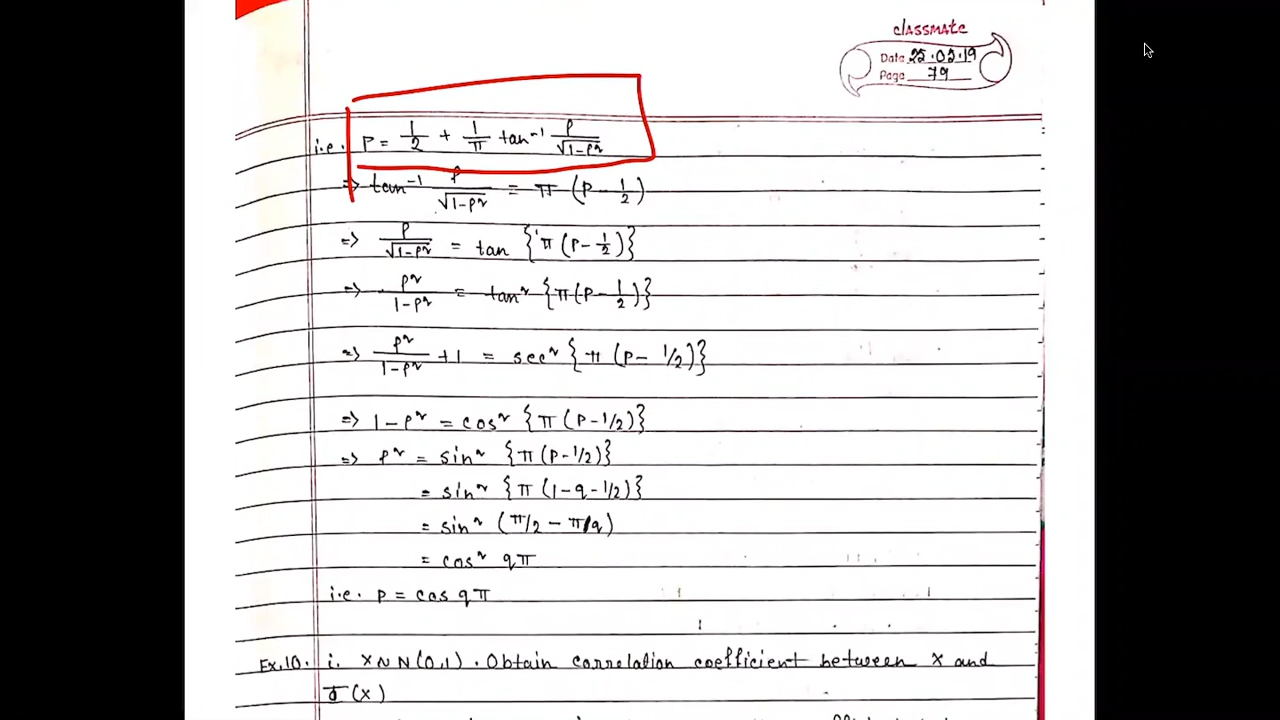 classmate
Date 25.03.19
Page 79
i.e. P = 1/2 + 1/π tan⁻¹ ρ/√(1-ρ²)
=> tan⁻¹ ρ/√(1-ρ²) = π (P - 1/2)
=> ρ/√(1-ρ²) = tan {π(P-1/2)}
=> ρ²/(1-ρ²) = tan² {π(P-1/2)}
=> ρ²/(1-ρ²) +1 = sec² {π (P- 1/2)}
=> 1-ρ² = cos² {π (P-1/2)}
=> ρ² = sin² {π(P-1/2)}
= sin² {π (1-q-1/2)}
= sin² (π/2 - πq)
= cos² qπ
i.e. ρ = cos qπ
Ex.10. i. X~N(0,1). Obtain correlation coefficient between X and
Φ(X)